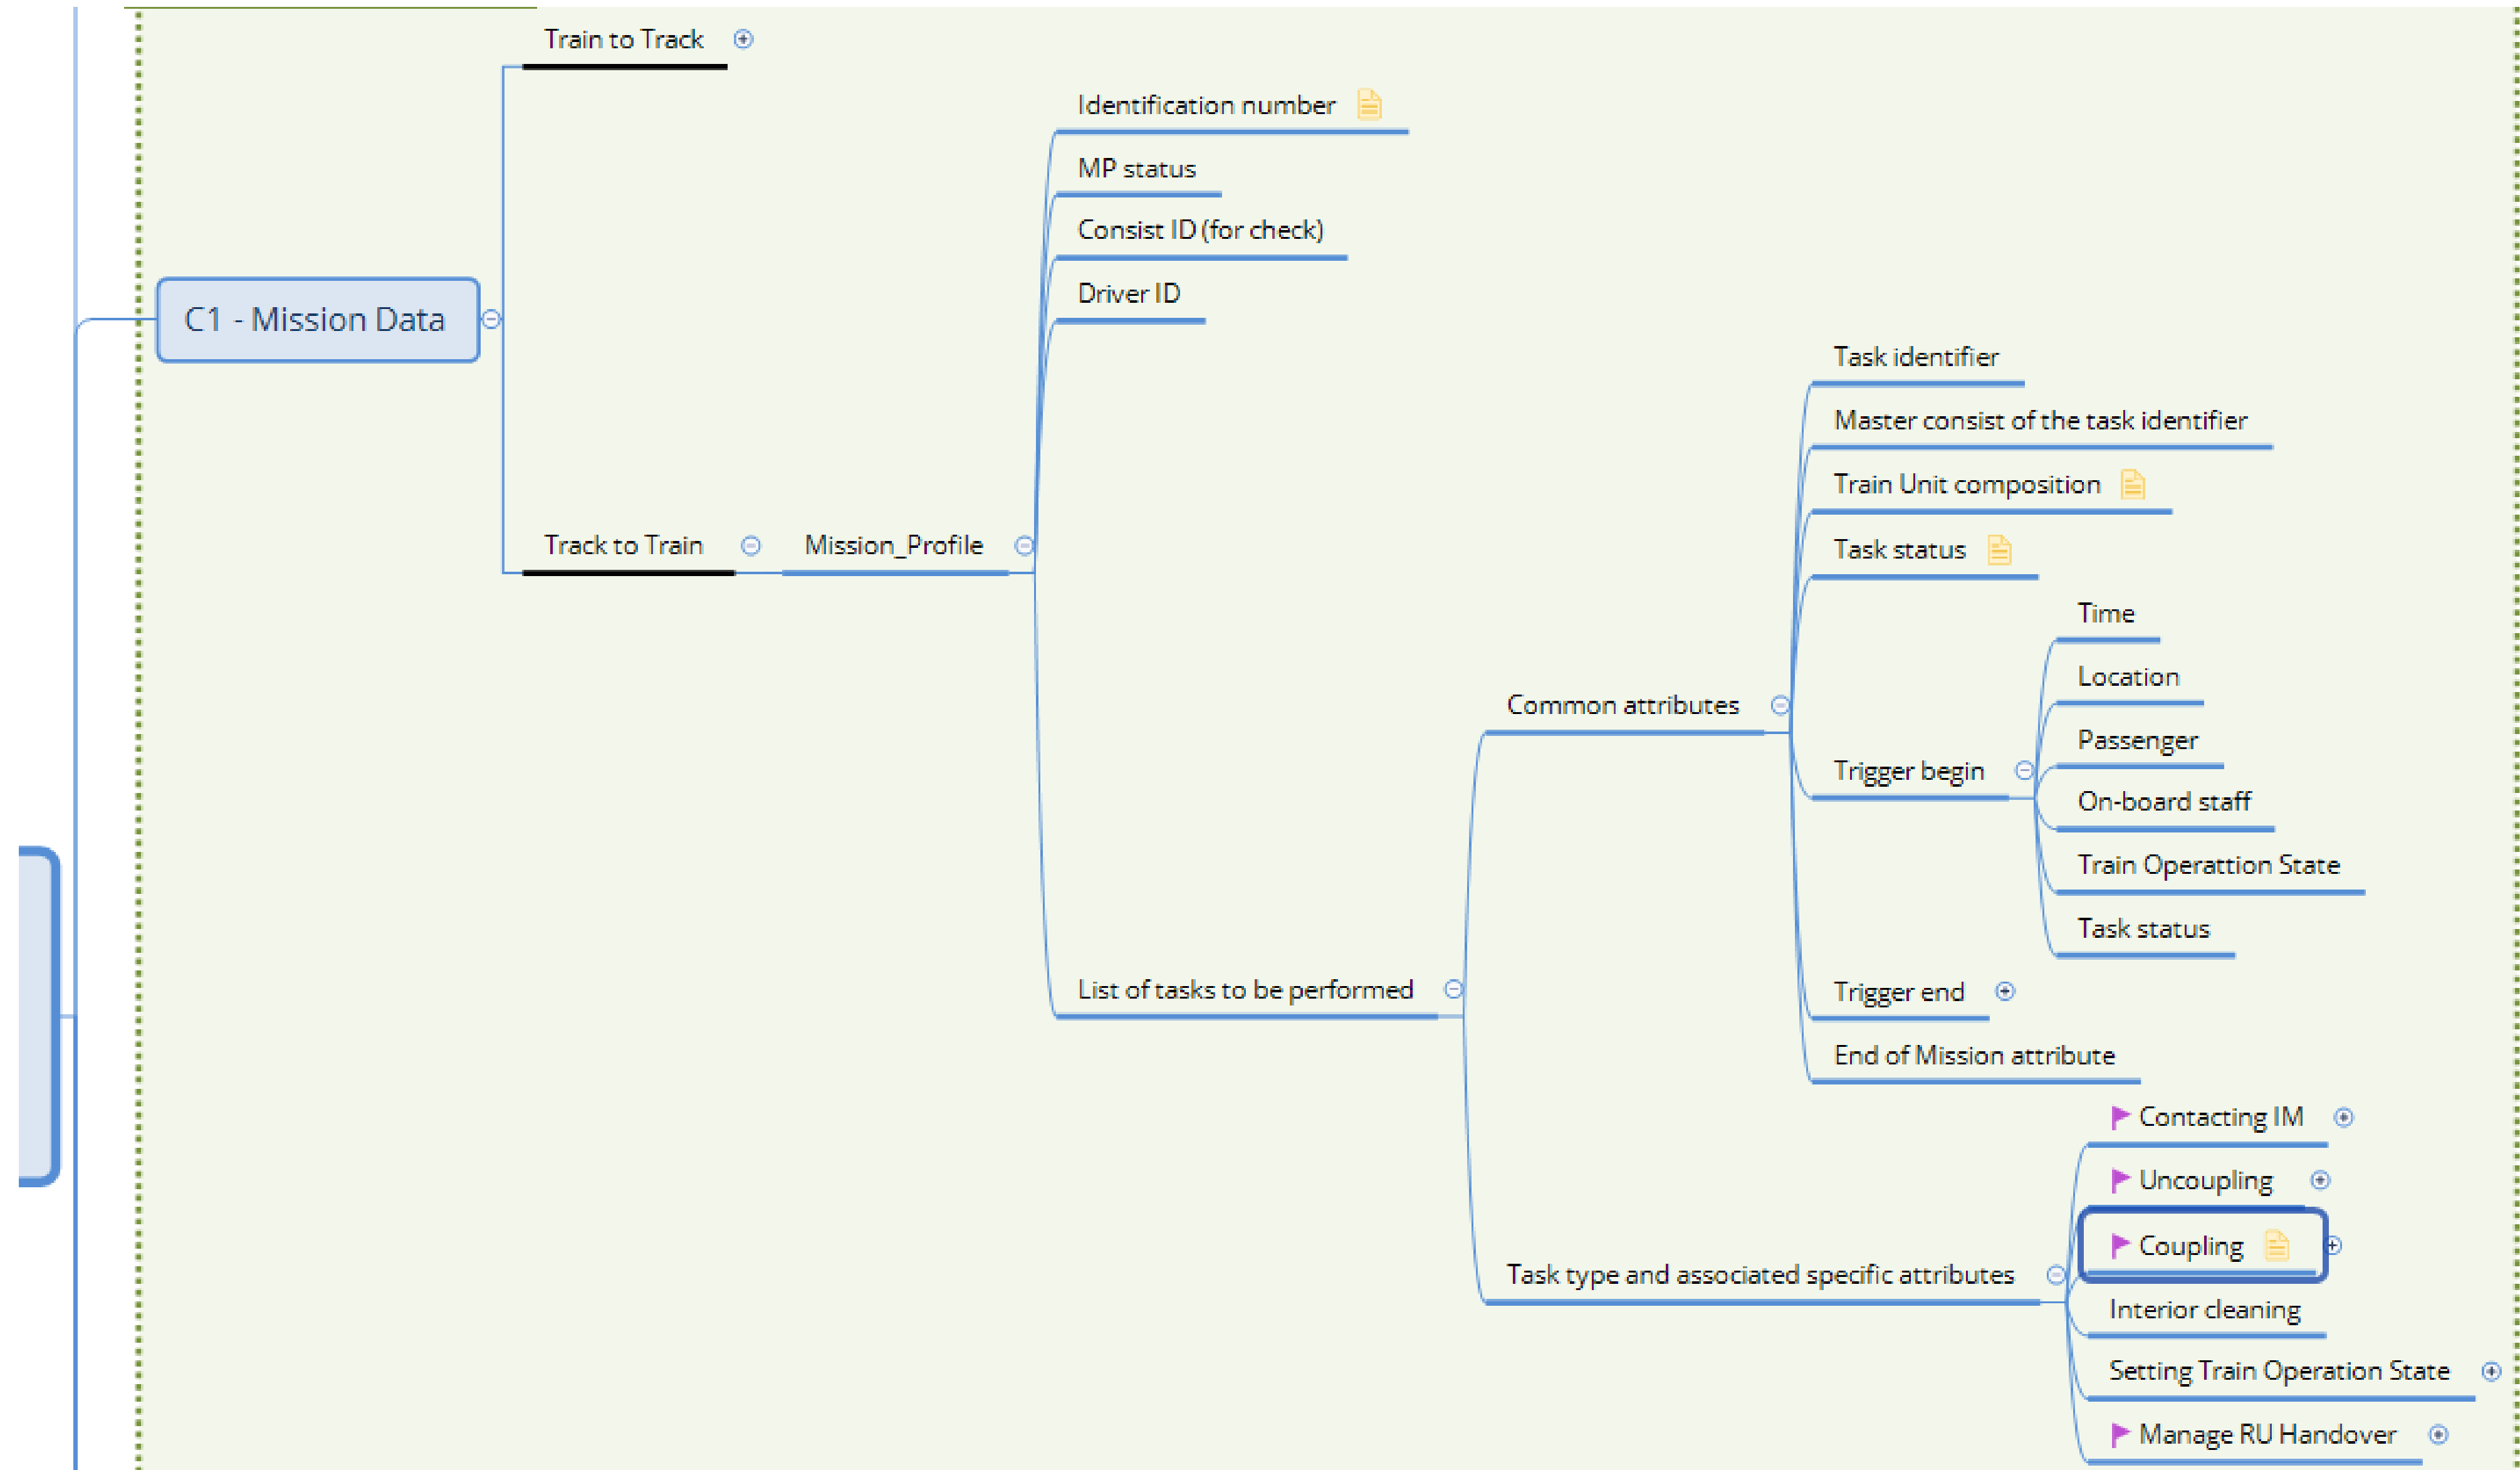 Train to Track
Identification number
MP status
Consist ID (for check)
Driver ID
C1 - Mission Data
Task identifier
Master consist of the task identifier
Train Unit composition
Task status
Track to Train
Mission_Profile
Time
Location
Common attributes
Passenger
Trigger begin
On-board staff
Train Operattion State
Task status
List of tasks to be performed
Trigger end
End of Mission attribute
Contacting IM
Uncoupling
Coupling
Task type and associated specific attributes
Interior cleaning
Setting Train Operation State
Manage RU Handover